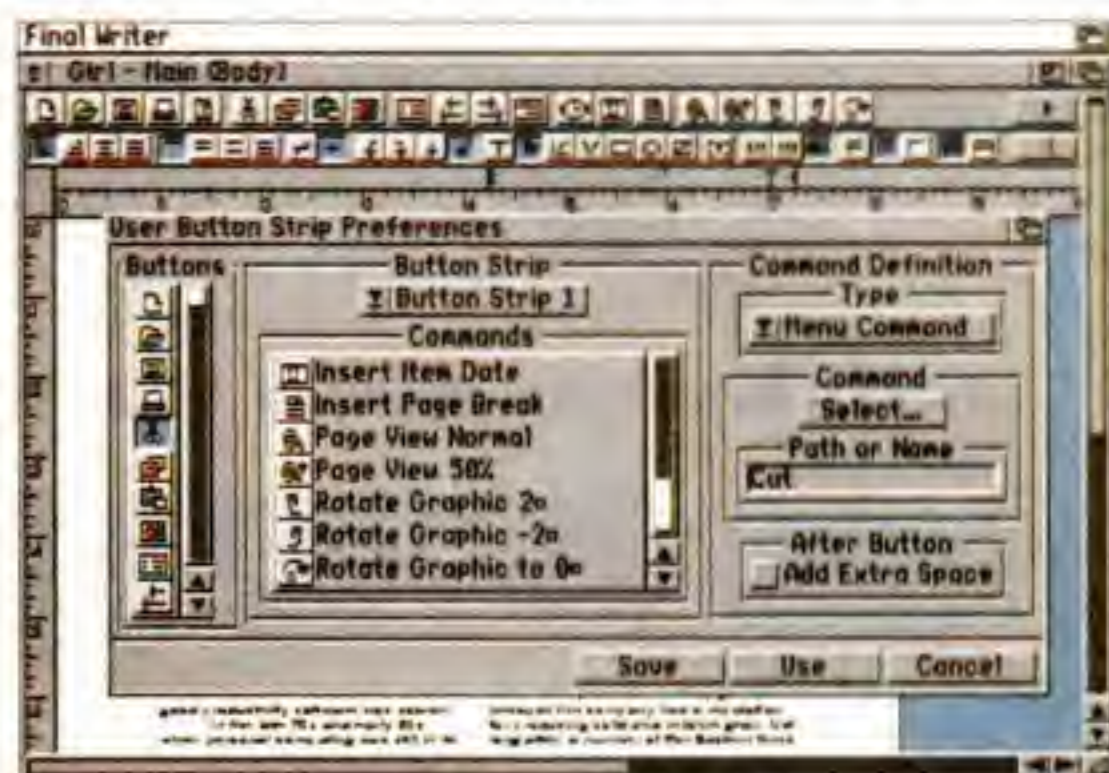 Final Writer
Girl - Main (Body)
User Button Strip Preferences
Buttons
Button Strip
Button Strip 1
Commands
Insert Item Date
Insert Page Break
Page View Normal
Page View 50%
Rotate Graphic 2¤
Rotate Graphic -2¤
Rotate Graphic to 0¤
Command Definition
Type
Menu Command
Command
Select...
Path or Name
Cut
After Button
Add Extra Space
Save
Use
Cancel